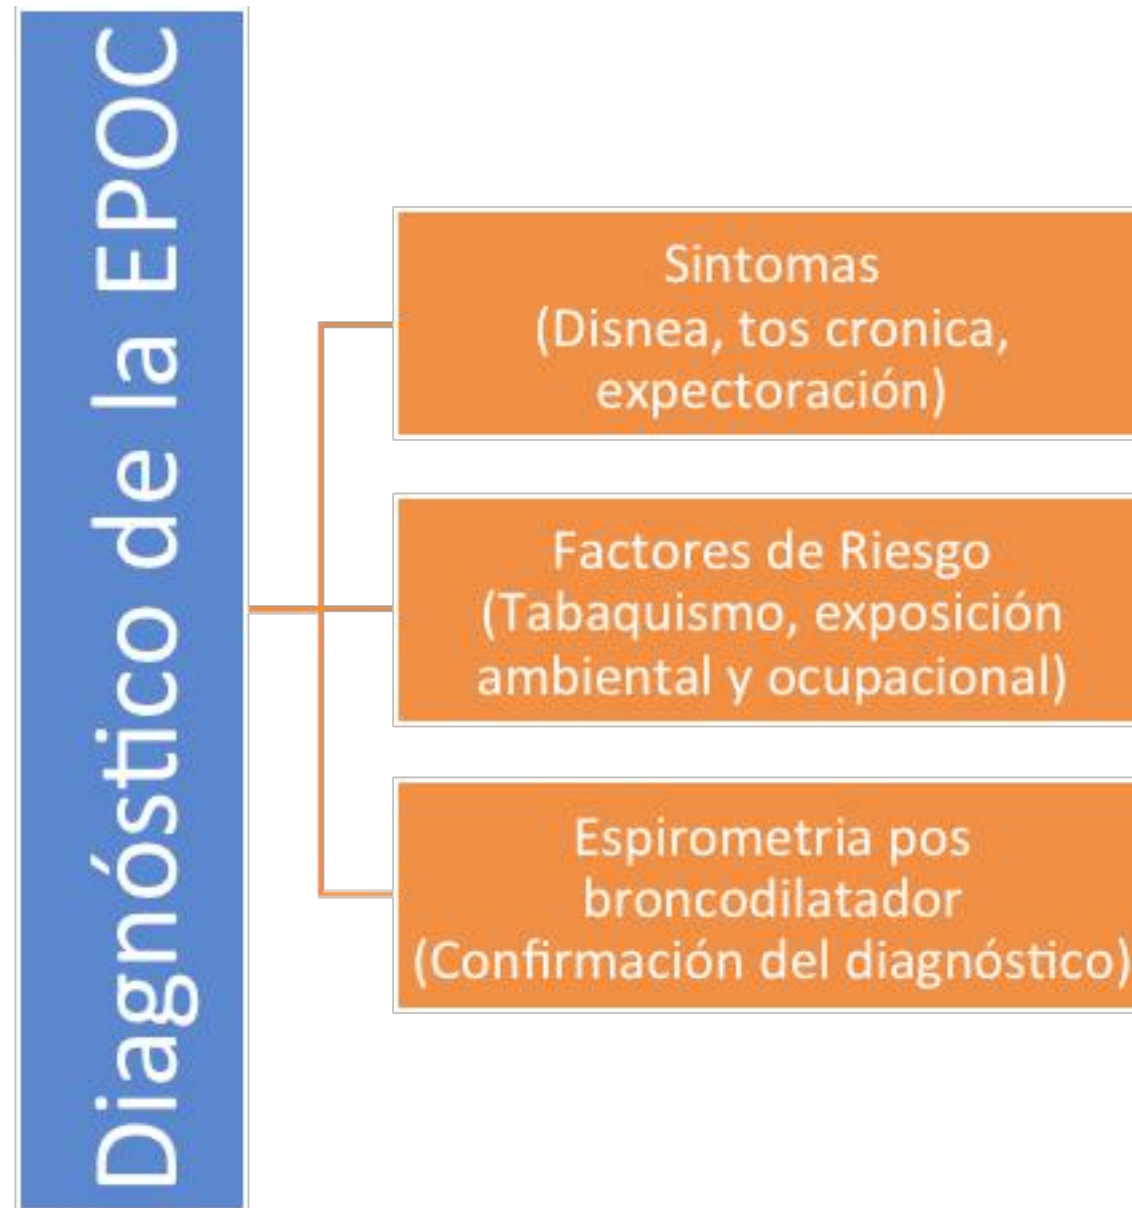 Diagnóstico de la EPOC
Sintomas
(Disnea, tos cronica,
expectoración)
Factores de Riesgo
(Tabaquismo, exposición
ambiental y ocupacional)
Espirometria pos
broncodilatador
(Confirmación del diagnóstico)